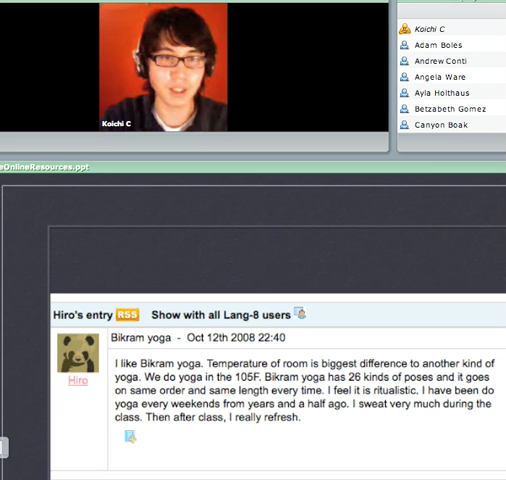 Koichi C
Koichi C
Adam Boles
Andrew Conti
Angela Ware
Ayla Holthaus
Betzabeth Gomez
Canyon Boak
eOnlineResources.ppt
Hiro's entry RSS Show with all Lang-8 users
Bikram yoga - Oct 12th 2008 22:40
Hiro
I like Bikram yoga. Temperature of room is biggest difference to another kind of
yoga. We do yoga in the 105F. Bikram yoga has 26 kinds of poses and it goes
on same order and same length every time. I feel it is ritualistic. I have been do
yoga every weekends from years and a half ago. I sweat very much during the
class. Then after class, I really refresh.